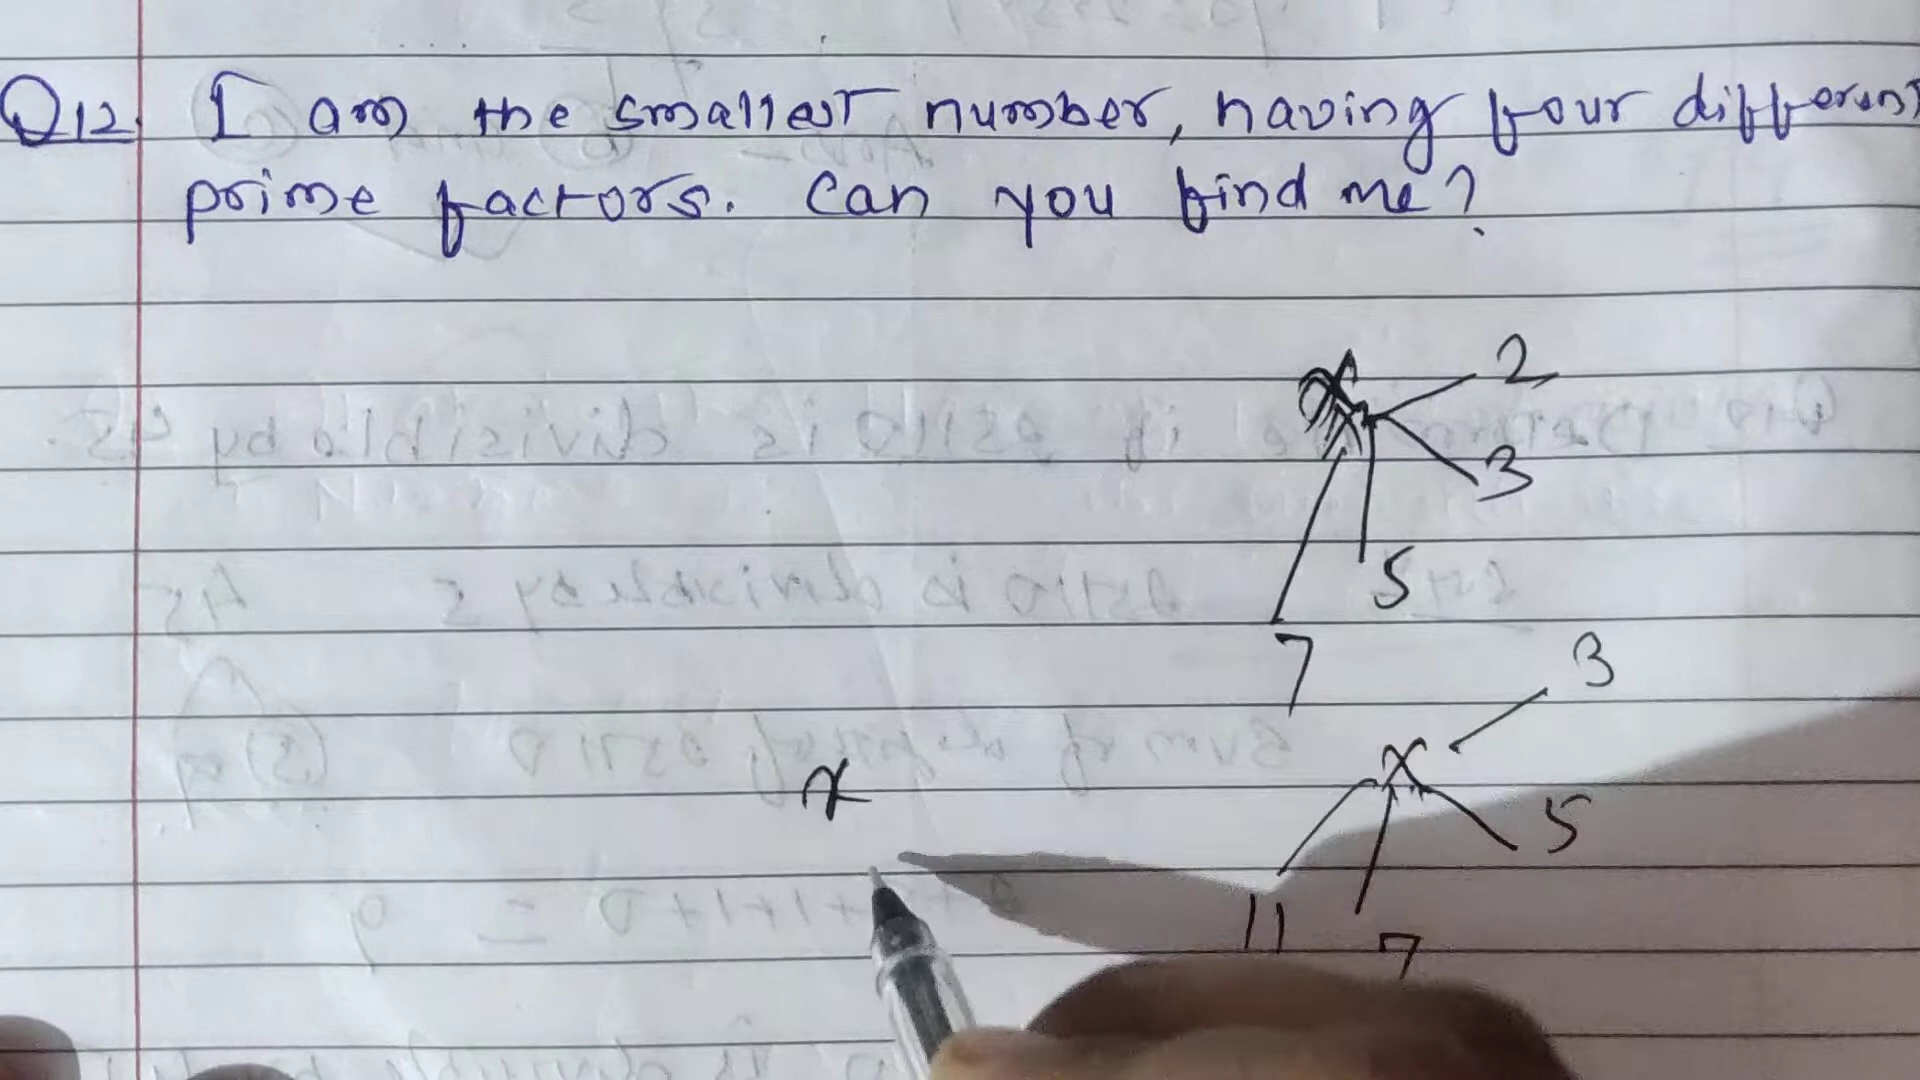 Q12. I am the smallest number, having four different
prime factors. Can you find me?
x 2
3
5
7
3
x
x
5
11
7